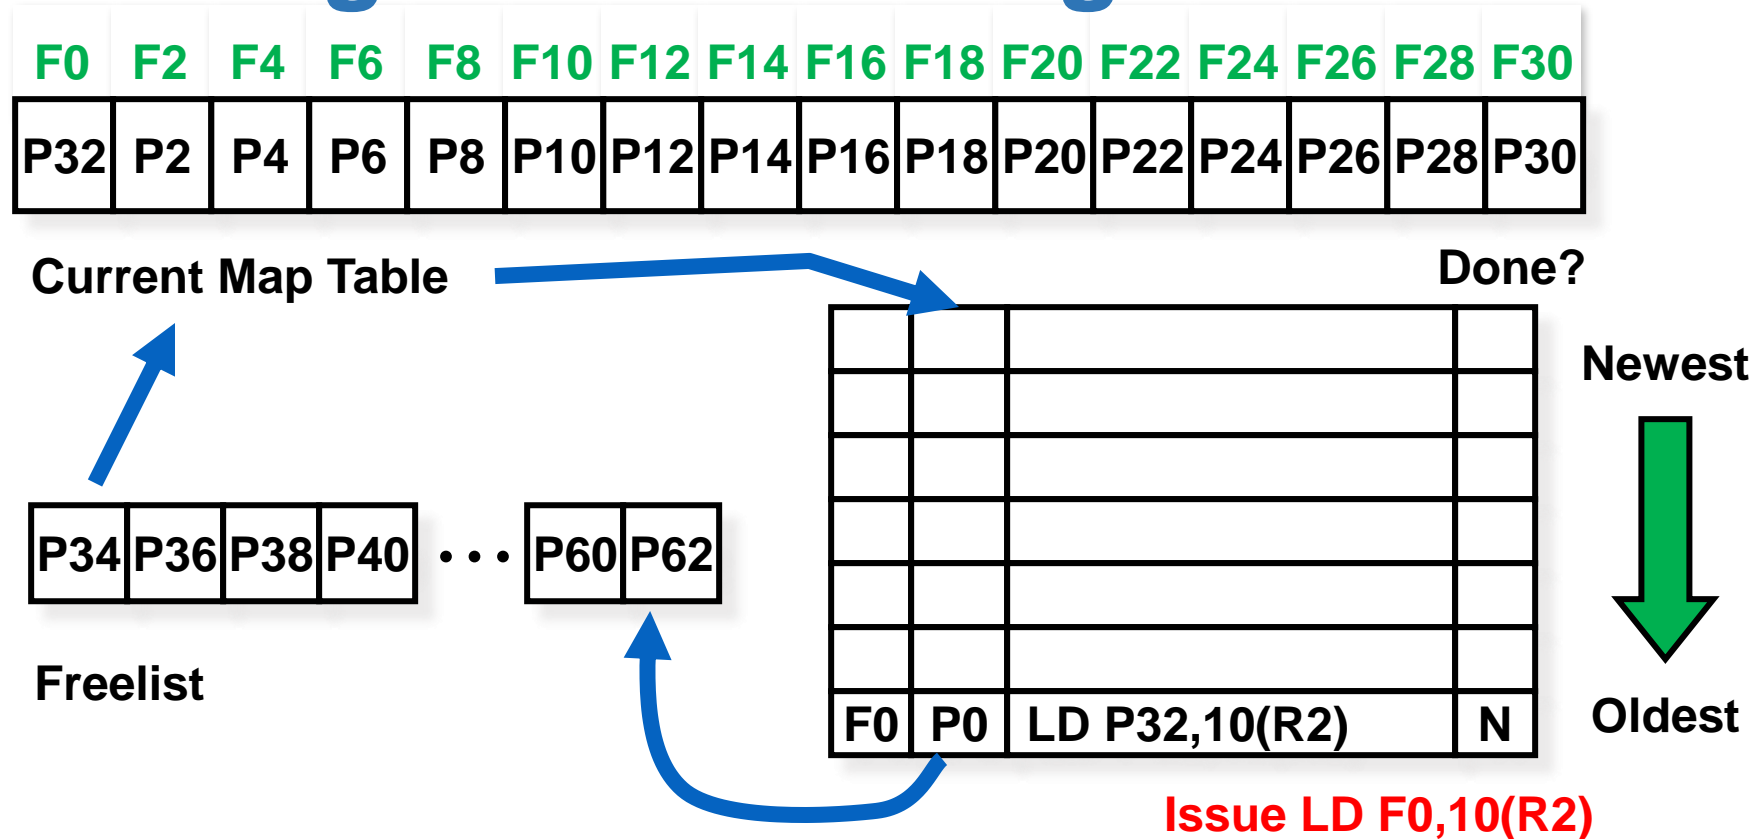 F0 F2 F4 F6 F8 F10 F12 F14 F16 F18 F20 F22 F24 F26 F28 F30
P32 P2 P4 P6 P8 P10 P12 P14 P16 P18 P20 P22 P24 P26 P28 P30
Current Map Table
Done?
Newest
P34 P36 P38 P40 ... P60 P62
Freelist
F0 P0 LD P32,10(R2) N
Oldest
Issue LD F0,10(R2)